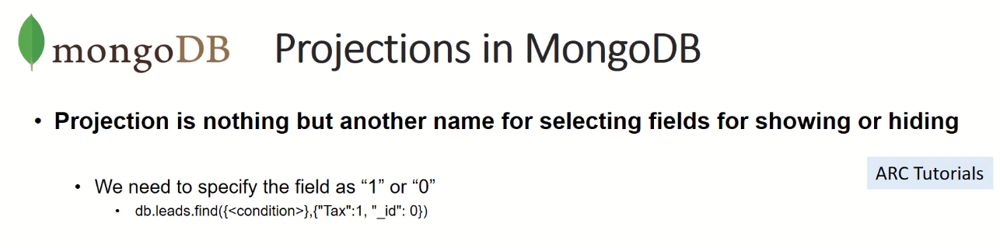 mongoDB
Projections in MongoDB
• Projection is nothing but another name for selecting fields for showing or hiding
ARC Tutorials
• We need to specify the field as “1” or “0”
• db.leads.find({<condition>},{"Tax":1, "_id": 0})